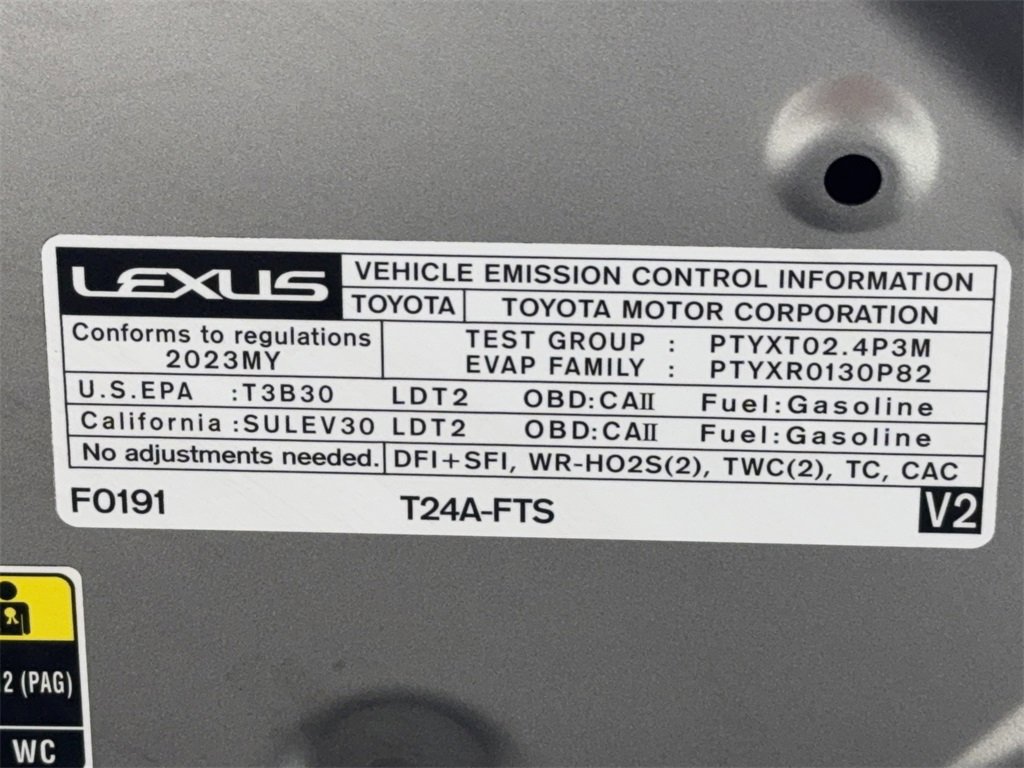 LEXUS
VEHICLE EMISSION CONTROL INFORMATION
TOYOTA TOYOTA MOTOR CORPORATION
Conforms to regulations
2023MY
TEST GROUP : PTYXT02.4P3M
EVAP FAMILY : PTYXR0130P82
U.S.EPA :T3B30 LDT2 OBD:CAII Fuel:Gasoline
California :SULEV30 LDT2 OBD:CAII Fuel:Gasoline
No adjustments needed. DFI+SFI, WR-HO2S(2), TWC(2), TC, CAC
F0191 T24A-FTS V2
2 (PAG)
WC